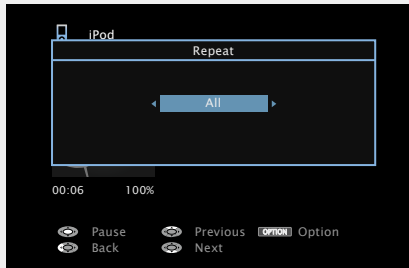 iPod
Repeat
All
00:06 100%
Pause Previous OPTION Option
Back Next